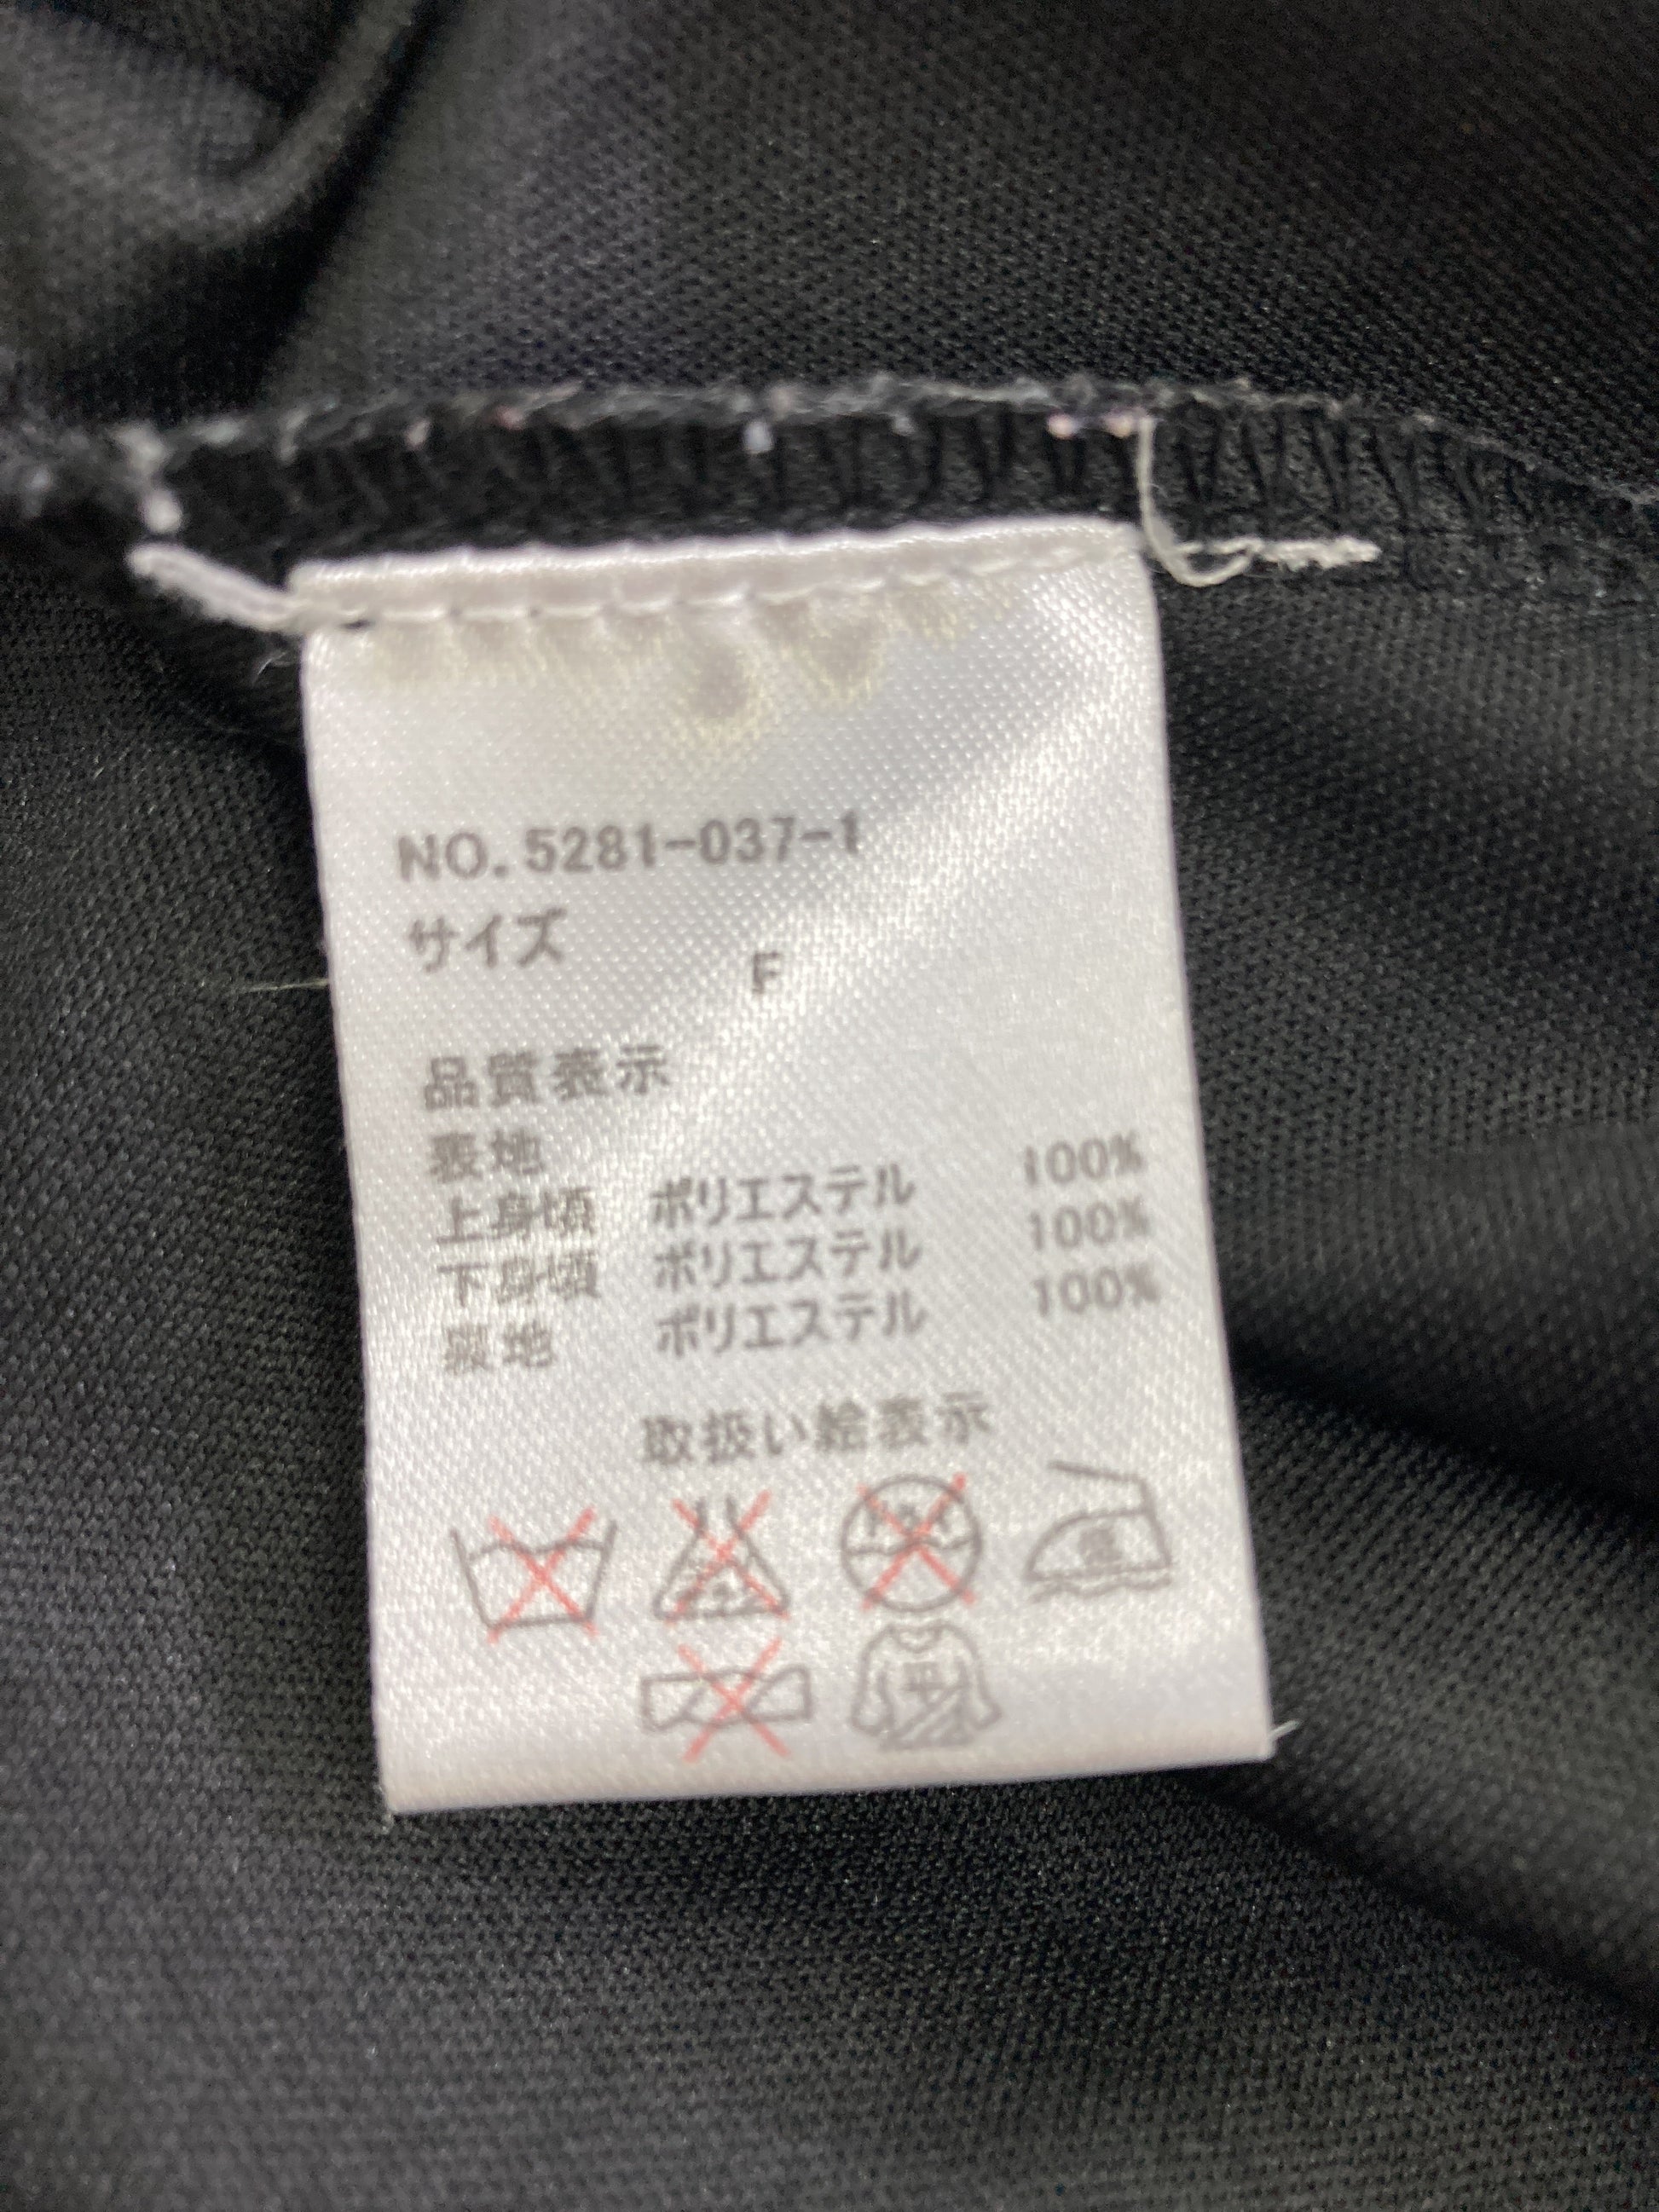 NO.5281-037-1
サイズ F
品質表示
表地
上身頃 ポリエステル 100%
下身頃 ポリエステル 100%
裏地 ポリエステル 100%
取扱い絵表示
平